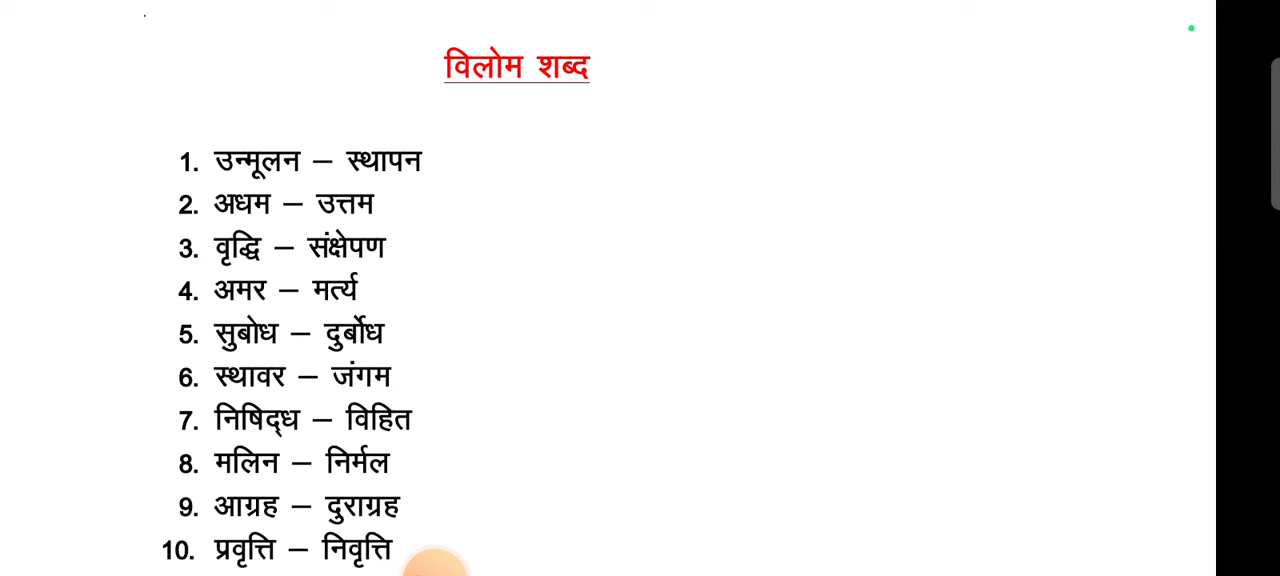 विलोम शब्द
1. उन्मूलन – स्थापन
2. अधम – उत्तम
3. वृद्धि – संक्षेपण
4. अमर – मर्त्य
5. सुबोध – दुर्बोध
6. स्थावर – जंगम
7. निषिद्‌ध – विहित
8. मलिन – निर्मल
9. आग्रह – दुराग्रह
10. प्रवृत्ति – निवृत्ति